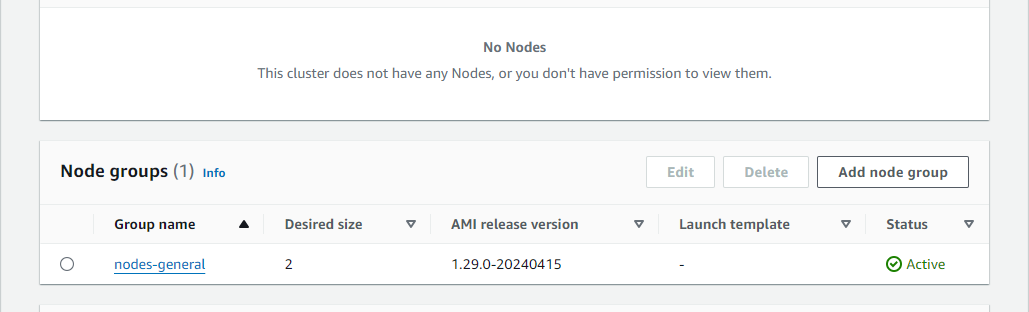 No Nodes
This cluster does not have any Nodes, or you don't have permission to view them.
Node groups (1) Info
Edit Delete Add node group
Group name Desired size AMI release version Launch template Status
nodes-general 2 1.29.0-20240415 - Active